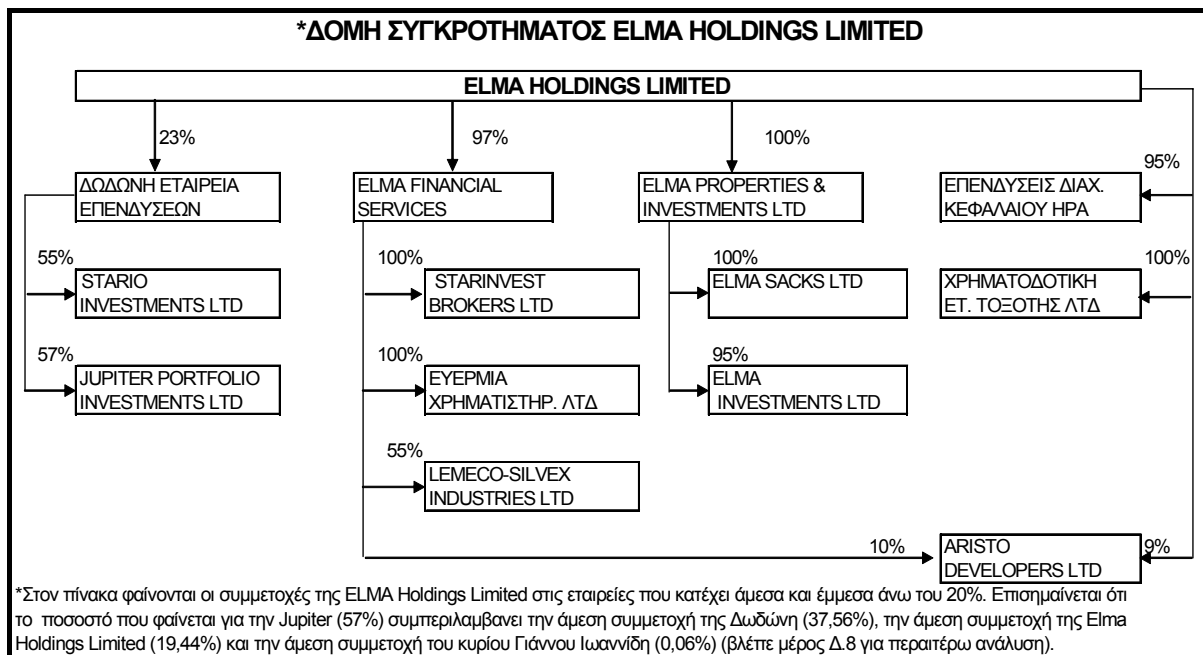 *ΔΟΜΗ ΣΥΓΚΡΟΤΗΜΑΤΟΣ ELMA HOLDINGS LIMITED
ELMA HOLDINGS LIMITED
23%
97%
100%
ΔΩΔΩΝΗ ΕΤΑΙΡΕΙΑ
ΕΠΕΝΔΥΣΕΩΝ
ELMA FINANCIAL
SERVICES
ELMA PROPERTIES &
INVESTMENTS LTD
95%
ΕΠΕΝΔΥΣΕΙΣ ΔΙΑΧ.
ΚΕΦΑΛΑΙΟΥ ΗΡΑ
55%
STARIO
INVESTMENTS LTD
100%
STARINVEST
BROKERS LTD
100%
ELMA SACKS LTD
100%
ΧΡΗΜΑΤΟΔΟΤΙΚΗ
ΕΤ. ΤΟΞΟΤΗΣ ΛΤΔ
57%
JUPITER PORTFOLIO
INVESTMENTS LTD
100%
ΕΥΕΡΜΙΑ
ΧΡΗΜΑΤΙΣΤΗΡ. ΛΤΔ
95%
ELMA
INVESTMENTS LTD
55%
LEMECO-SILVEX
INDUSTRIES LTD
10%
ARISTO
DEVELOPERS LTD
9%
*Στον πίνακα φαίνονται οι συμμετοχές της ELMA Holdings Limited στις εταιρείες που κατέχει άμεσα και έμμεσα άνω του 20%. Επισημαίνεται ότι
το ποσοστό που φαίνεται για την Jupiter (57%) συμπεριλαμβανει την άμεση συμμετοχή της Δωδώνη (37,56%), την άμεση συμμετοχή της Elma
Holdings Limited (19,44%) και την άμεση συμμετοχή του κυρίου Γιάννου Ιωαννίδη (0,06%) (βλέπε μέρος Δ.8 για περαιτέρω ανάλυση).